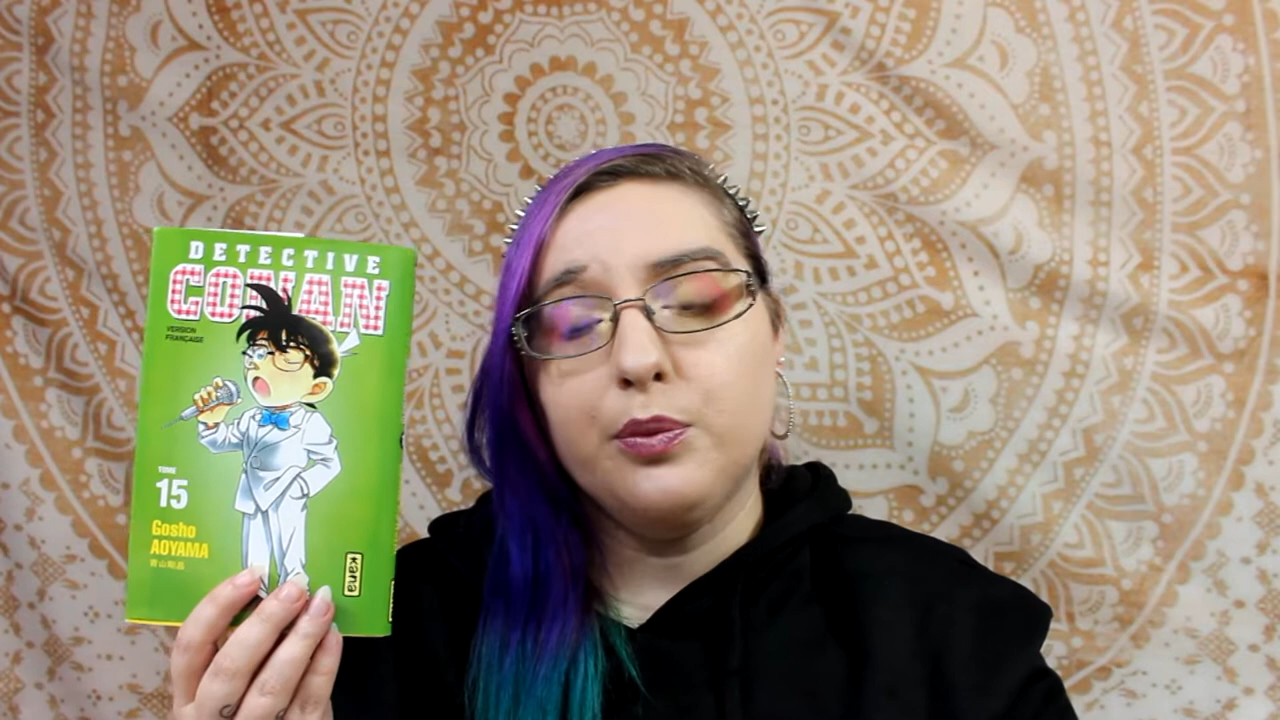 DETECTIVE
CONAN
VERSION
FRANÇAISE
TOME
15
Gosho
AOYAMA
青山剛昌
kana